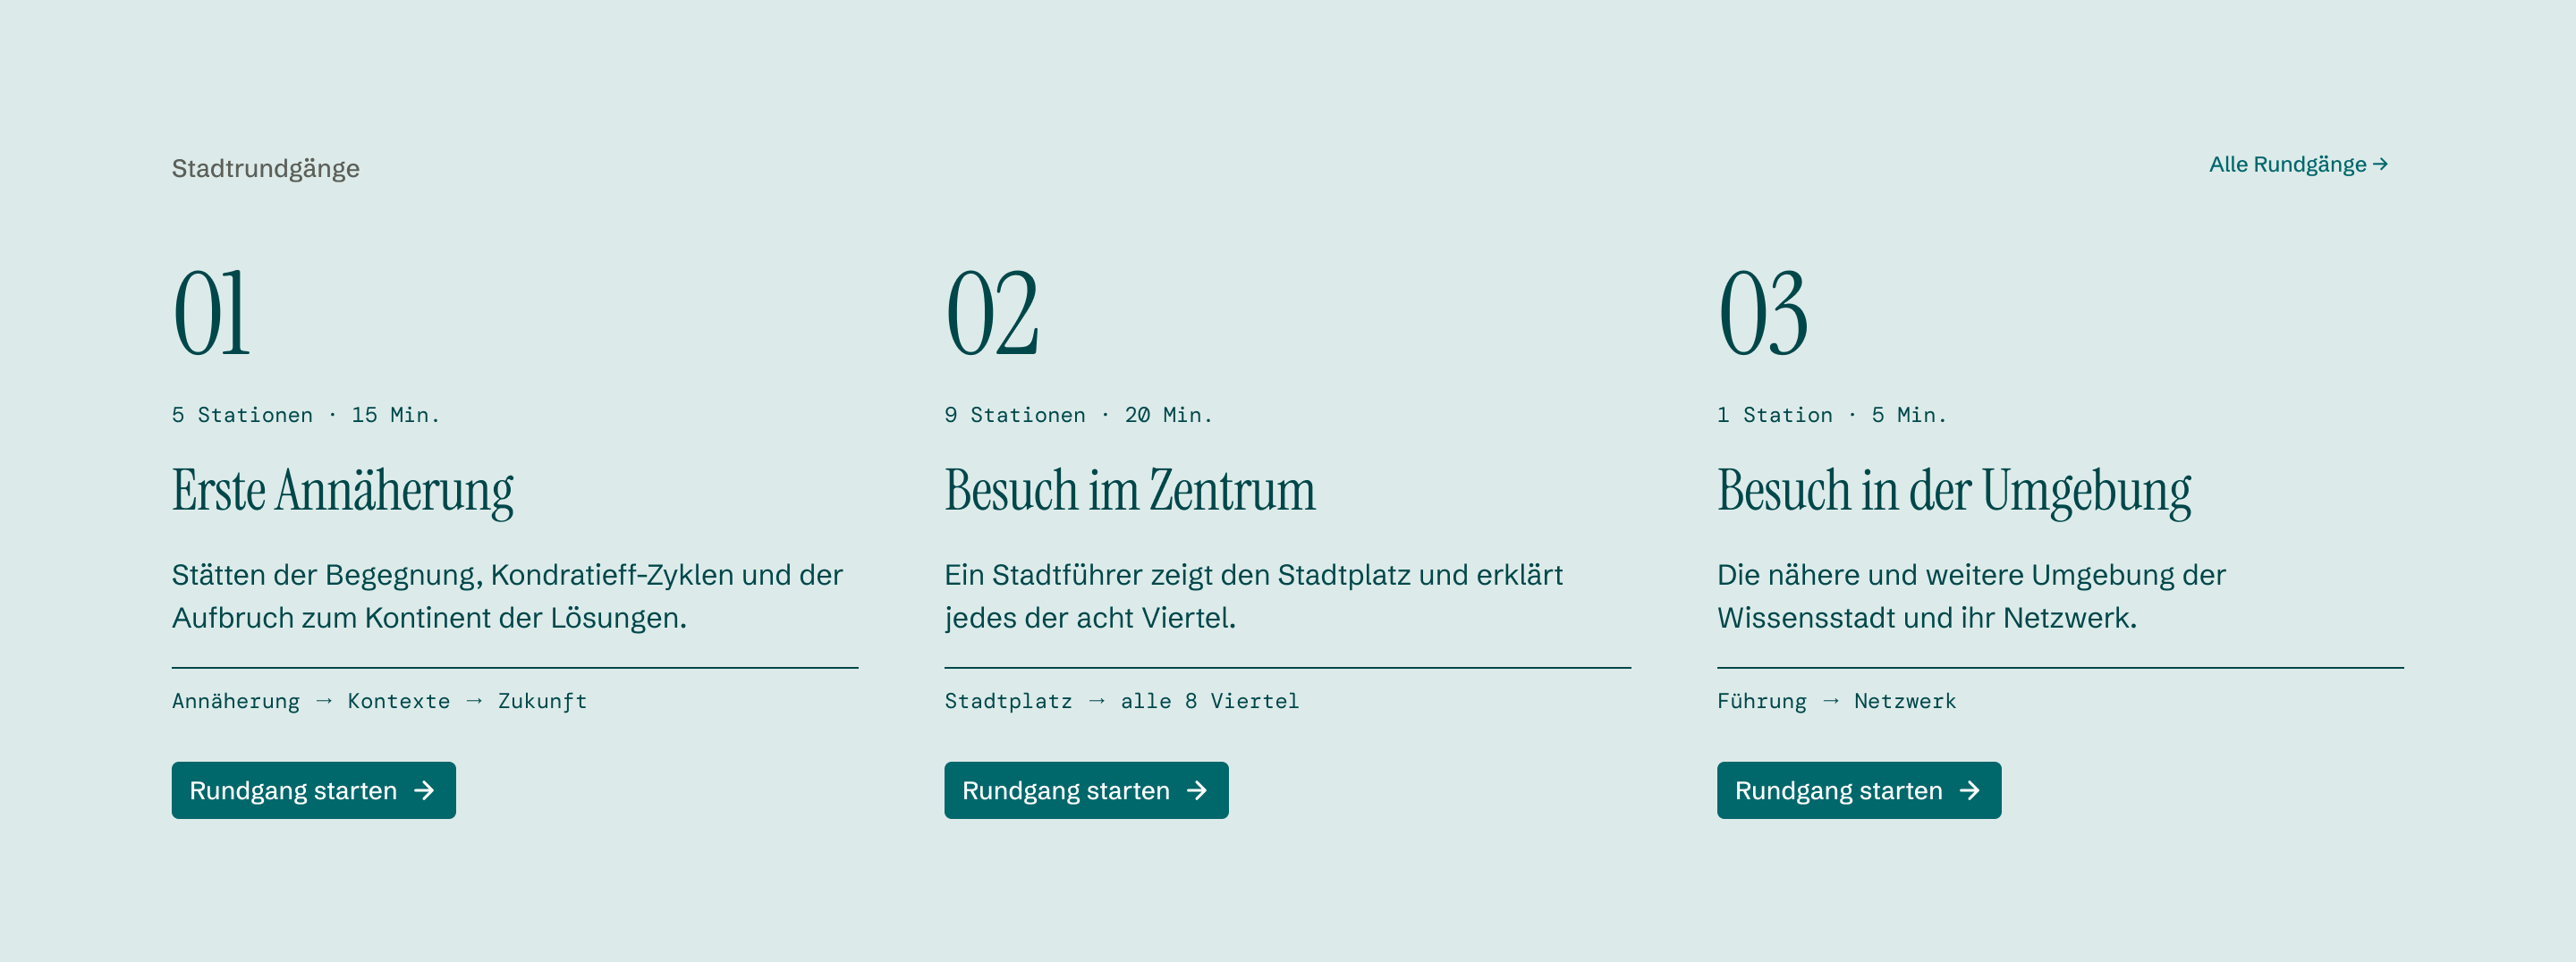 Stadtrundgänge
Alle Rundgänge →
01
5 Stationen · 15 Min.
Erste Annäherung
Stätten der Begegnung, Kondratieff-Zyklen und der
Aufbruch zum Kontinent der Lösungen.
Annäherung → Kontexte → Zukunft
Rundgang starten →
02
9 Stationen · 20 Min.
Besuch im Zentrum
Ein Stadtführer zeigt den Stadtplatz und erklärt
jedes der acht Viertel.
Stadtplatz → alle 8 Viertel
Rundgang starten →
03
1 Station · 5 Min.
Besuch in der Umgebung
Die nähere und weitere Umgebung der
Wissensstadt und ihr Netzwerk.
Führung → Netzwerk
Rundgang starten →